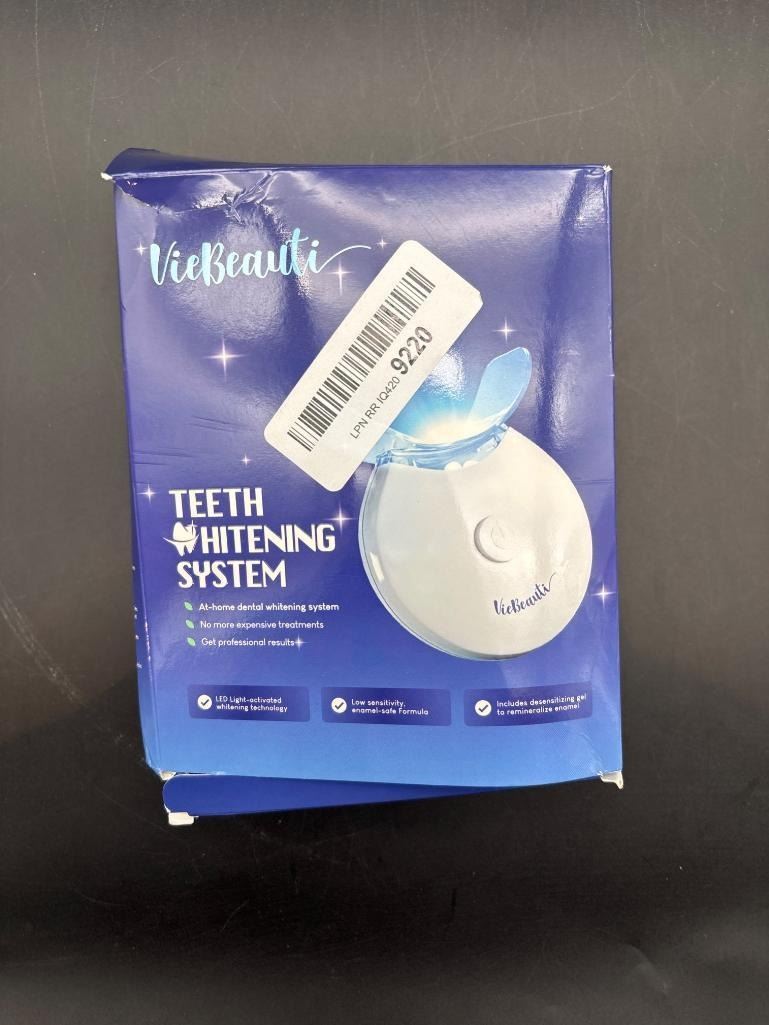 VieBeauti
LPN RR IQ420 9220
TEETH
WHITENING
SYSTEM
At-home dental whitening system
No more expensive treatments
Get professional results
VieBeauti
LED Light-activated
whitening technology
Low sensitivity,
enamel-safe Formula
Includes desensitizing gel
to remineralize enamel